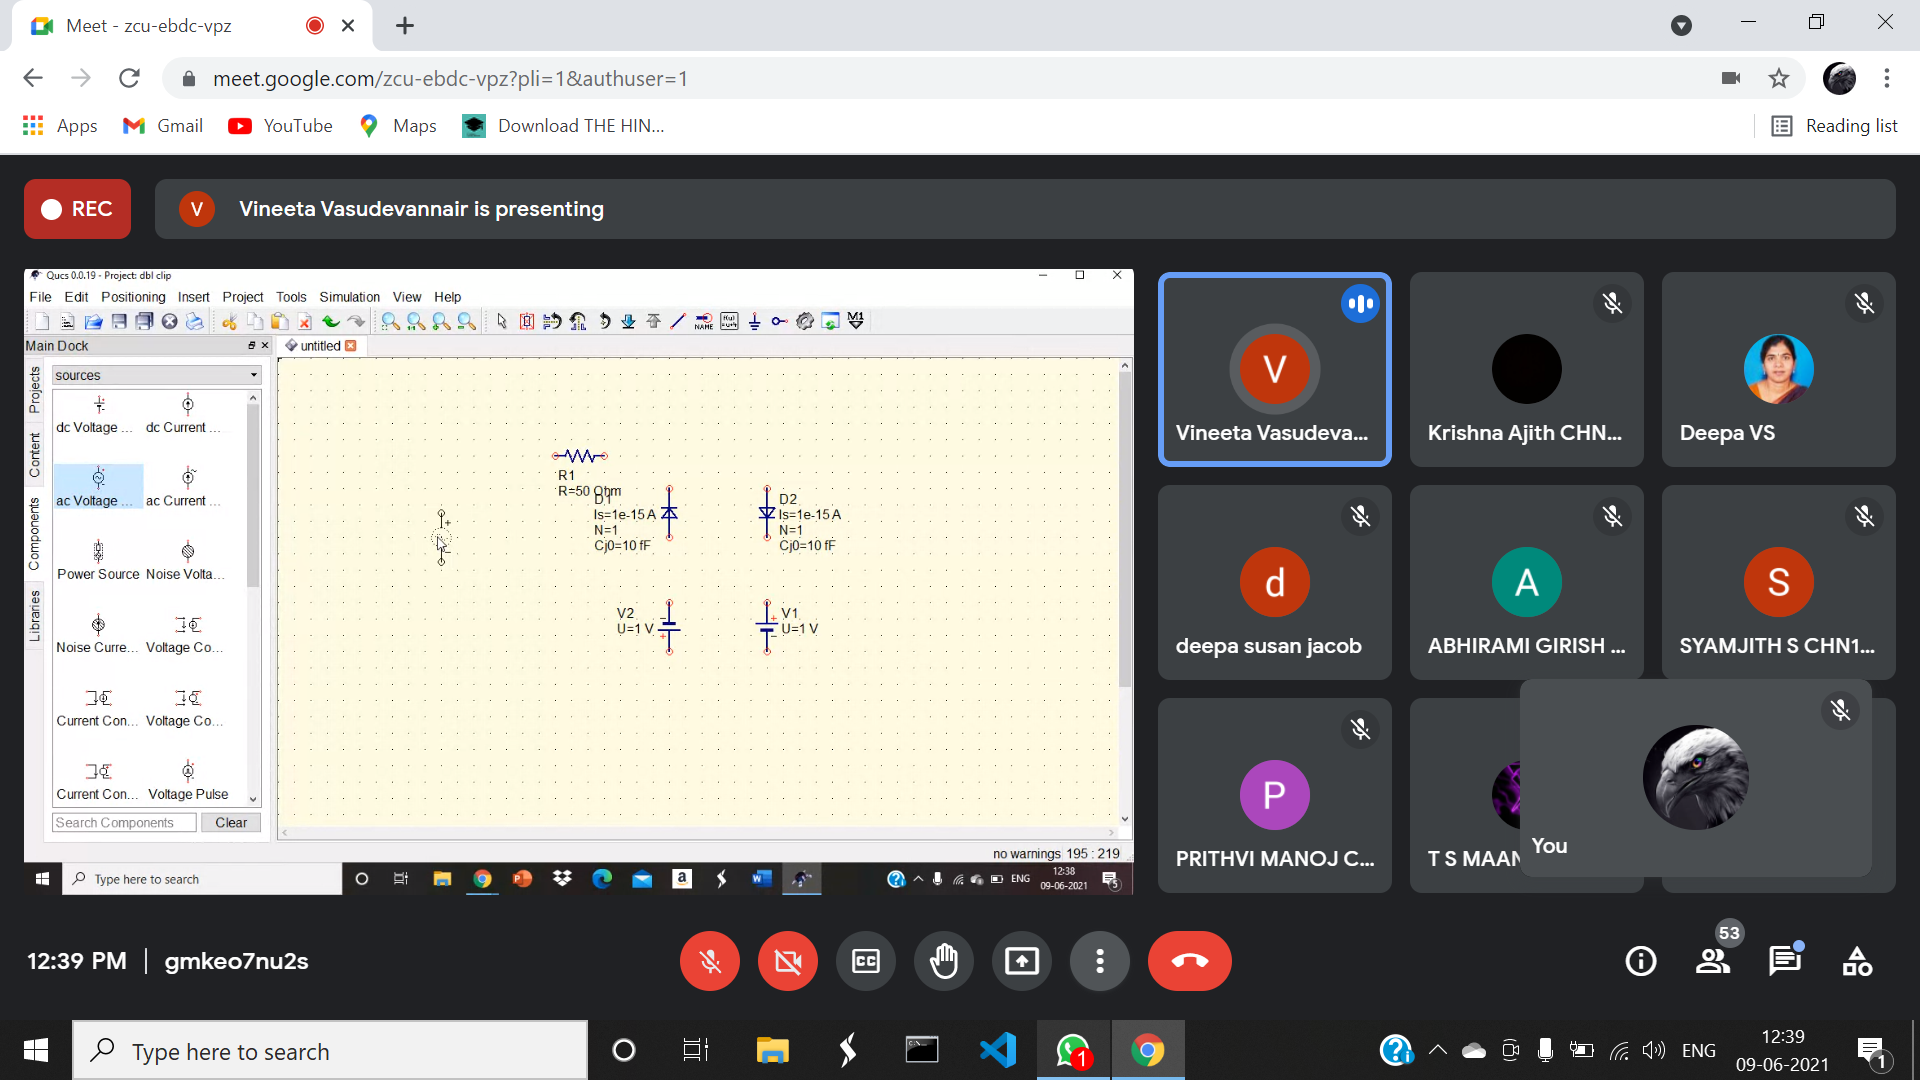 Meet - zcu-ebdc-vpz
meet.google.com/zcu-ebdc-vpz?pli=1&authuser=1
Apps Gmail YouTube Maps Download THE HIN... Reading list
REC V Vineeta Vasudevannair is presenting
Qucs 0.0.19 - Project: dbl clip
File Edit Positioning Insert Project Tools Simulation View Help
NAME
M1
Main Dock untitled
Projects
Content
Components
Libraries
sources
dc Voltage ... dc Current ...
ac Voltage ... ac Current ...
Power Source Noise Volta...
Noise Curre... Voltage Co...
Current Con... Voltage Co...
Current Con... Voltage Pulse
Search Components Clear
R1
R=50 Ohm
D1
Is=1e-15 A
N=1
Cj0=10 fF
D2
Is=1e-15 A
N=1
Cj0=10 fF
V2
U=1 V
V1
U=1 V
no warnings 195 : 219
Type here to search
ENG
12:38
09-06-2021
5
V
Vineeta Vasudeva...
Krishna Ajith CHN...
Deepa VS
d
deepa susan jacob
A
ABHIRAMI GIRISH ...
S
SYAMJITH S CHN1...
P
PRITHVI MANOJ C...
T S MAAN
You
12:39 PM | gmkeo7nu2s
CC
53
Type here to search
1
ENG
12:39
09-06-2021
1